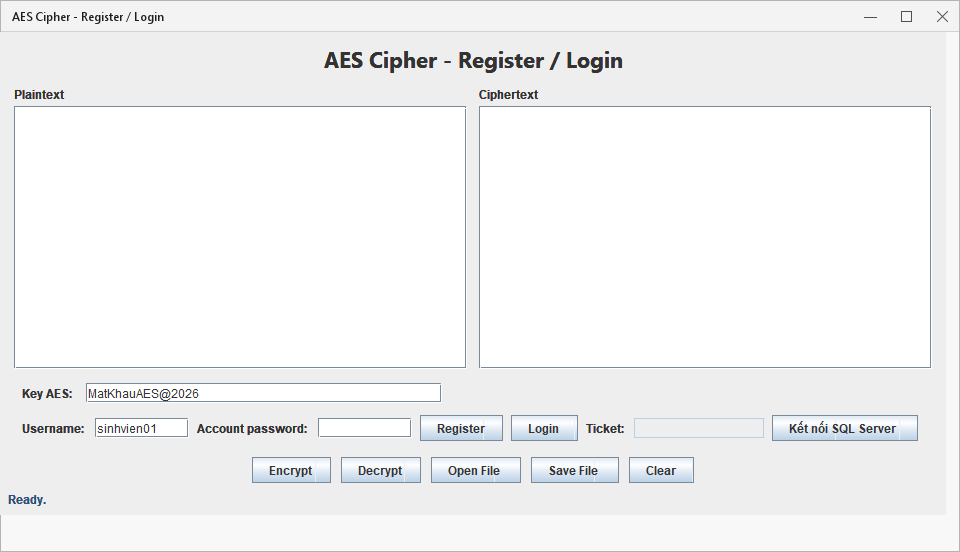 AES Cipher - Register / Login
AES Cipher - Register / Login
Plaintext Ciphertext
Key AES: MatKhauAES@2026
Username: sinhvien01 Account password: Register Login Ticket: Kết nối SQL Server
Encrypt Decrypt Open File Save File Clear
Ready.